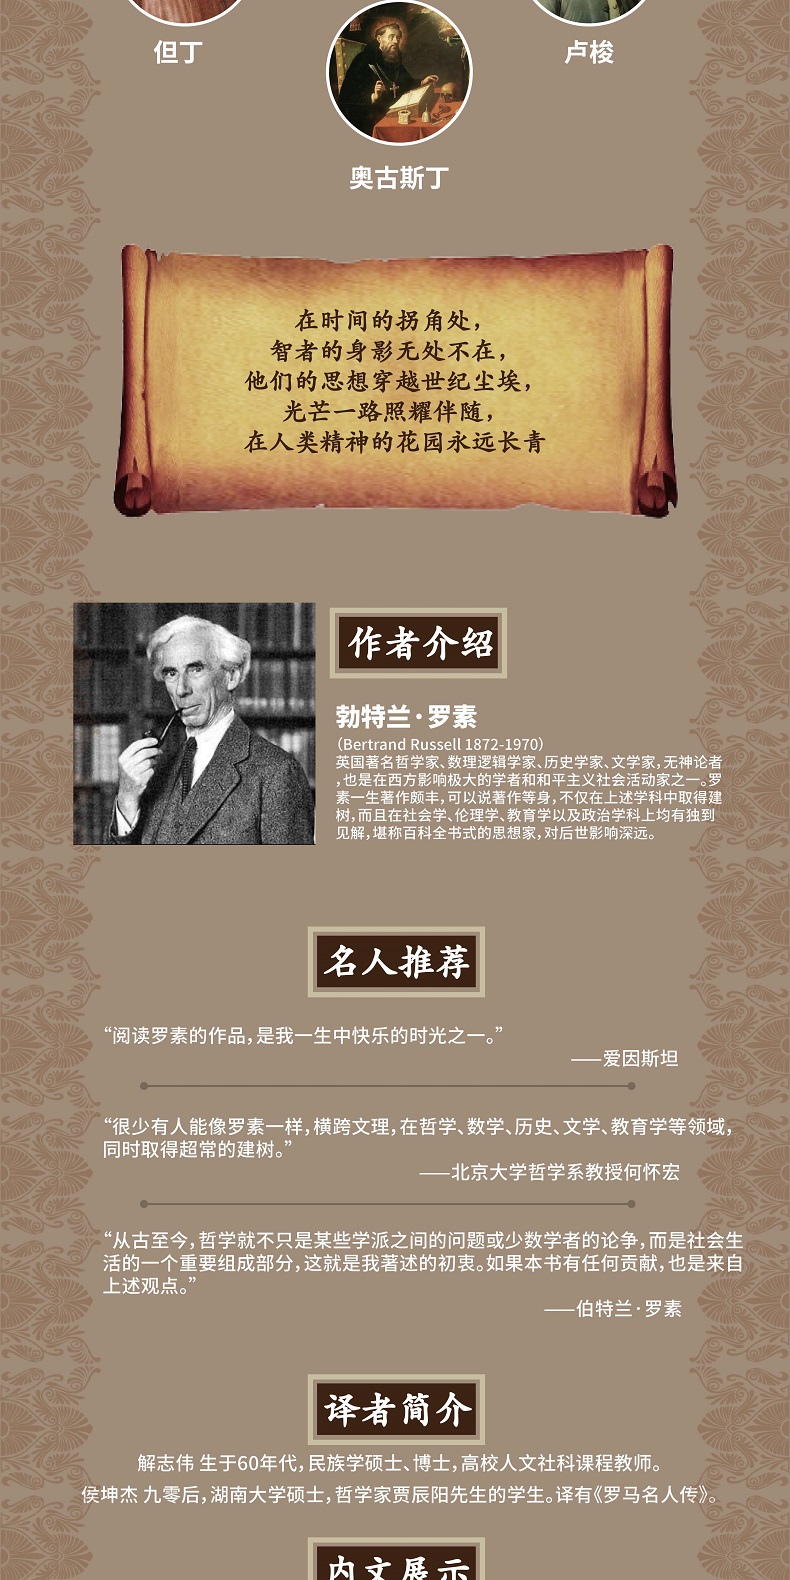 但丁
卢梭
奥古斯丁
在时间的拐角处，
智者的身影无处不在，
他们的思想穿越世纪尘埃，
光芒一路照耀伴随，
在人类精神的花园永远长青
作者介绍
勃特兰·罗素
（Bertrand Russell 1872-1970）
英国著名哲学家、数理逻辑学家、历史学家、文学家，无神论者
，也是在西方影响极大的学者和和平主义社会活动家之一。罗
素一生著作颇丰，可以说著作等身，不仅在上述学科中取得建
树，而且在社会学、伦理学、教育学以及政治学科上均有独到
见解，堪称百科全书式的思想家，对后世影响深远。
名人推荐
“阅读罗素的作品，是我一生中快乐的时光之一。”
——爱因斯坦
“很少有人能像罗素一样，横跨文理，在哲学、数学、历史、文学、教育学等领域，
同时取得超常的建树。”
——北京大学哲学系教授何怀宏
“从古至今，哲学就不只是某些学派之间的问题或少数学者的论争，而是社会生
活的一个重要组成部分，这就是我著述的初衷。如果本书有任何贡献，也是来自
上述观点。”
——伯特兰·罗素
译者简介
解志伟 生于60年代，民族学硕士、博士，高校人文社科课程教师。
侯坤杰 九零后，湖南大学硕士，哲学家贾辰阳先生的学生。译有《罗马名人传》。
内文展示